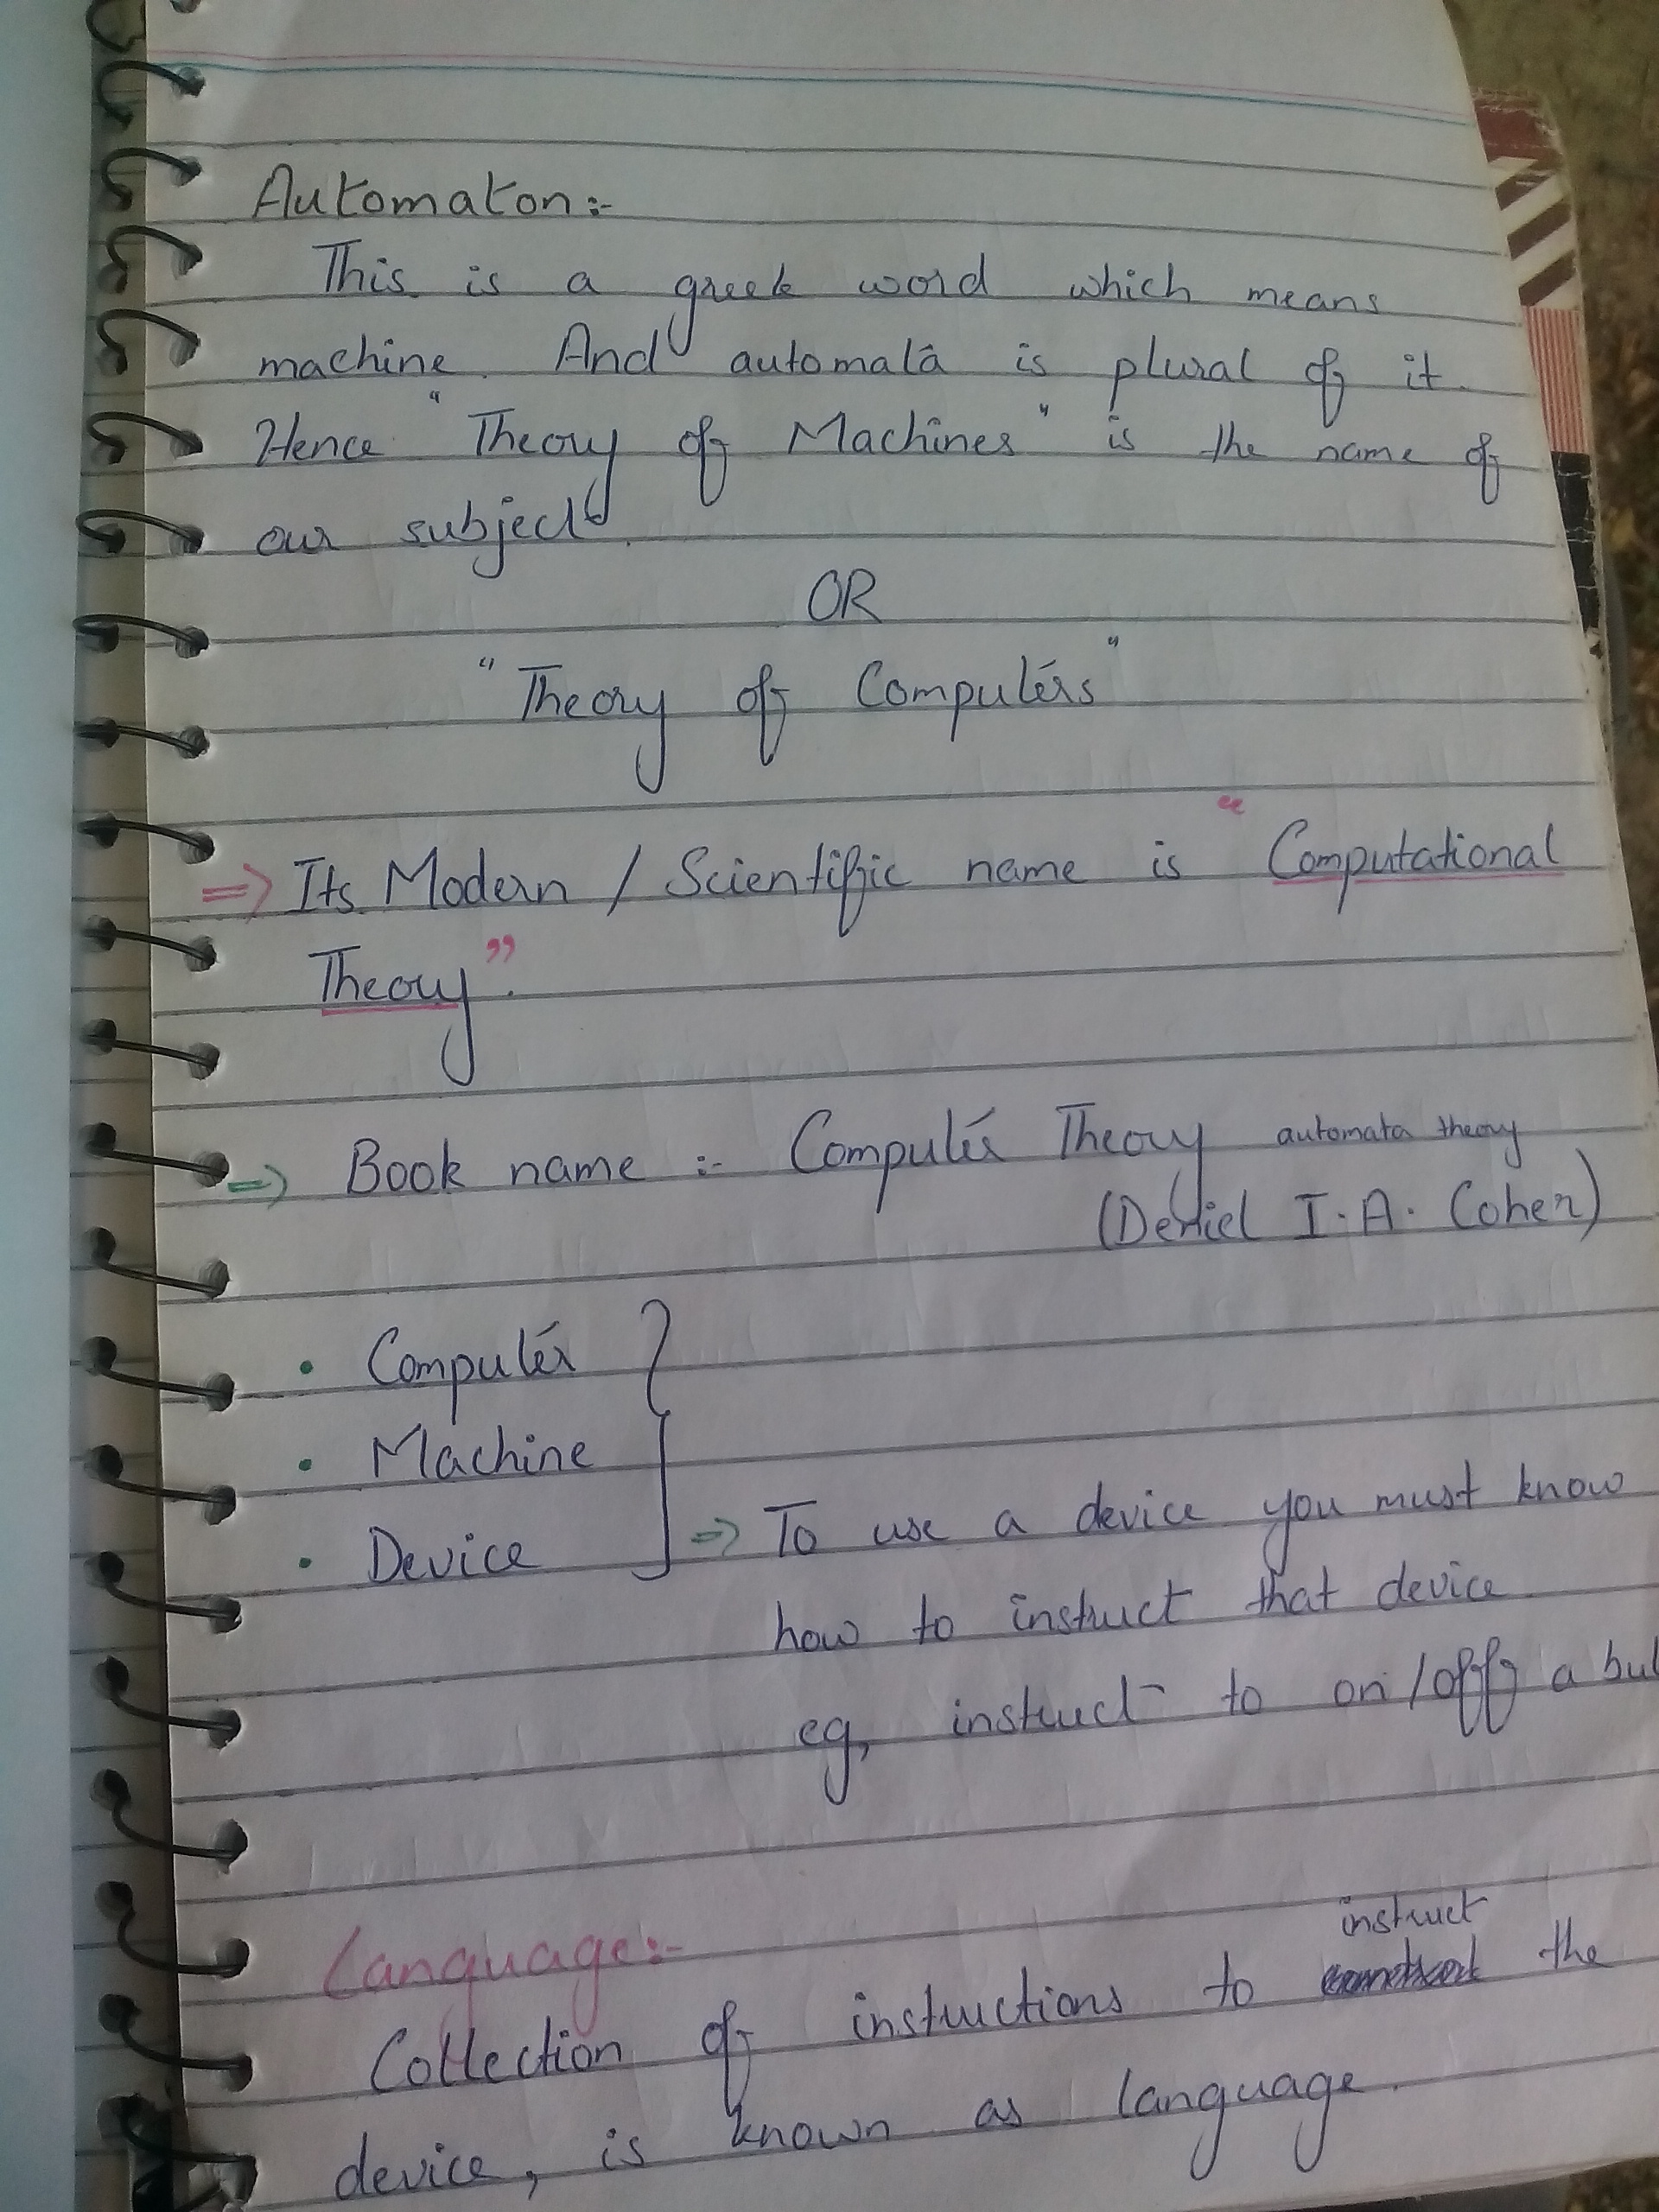 Automaton:-
This is a greek word which means
machine. And automata is plural of it.
Hence "Theory of Machines" is the name of
our subject.
OR
"Theory of Computers"
=> Its Modern / Scientific name is "Computational
Theory".
=> Book name :- Computer Theory automata theory
(Deniel I. A. Cohen)
• Computer
• Machine
• Device => To use a device you must know
how to instruct that device
eg, instruct to on/off a bul
Language:-
instruct
Collection of instructions to the
device, is known as language.